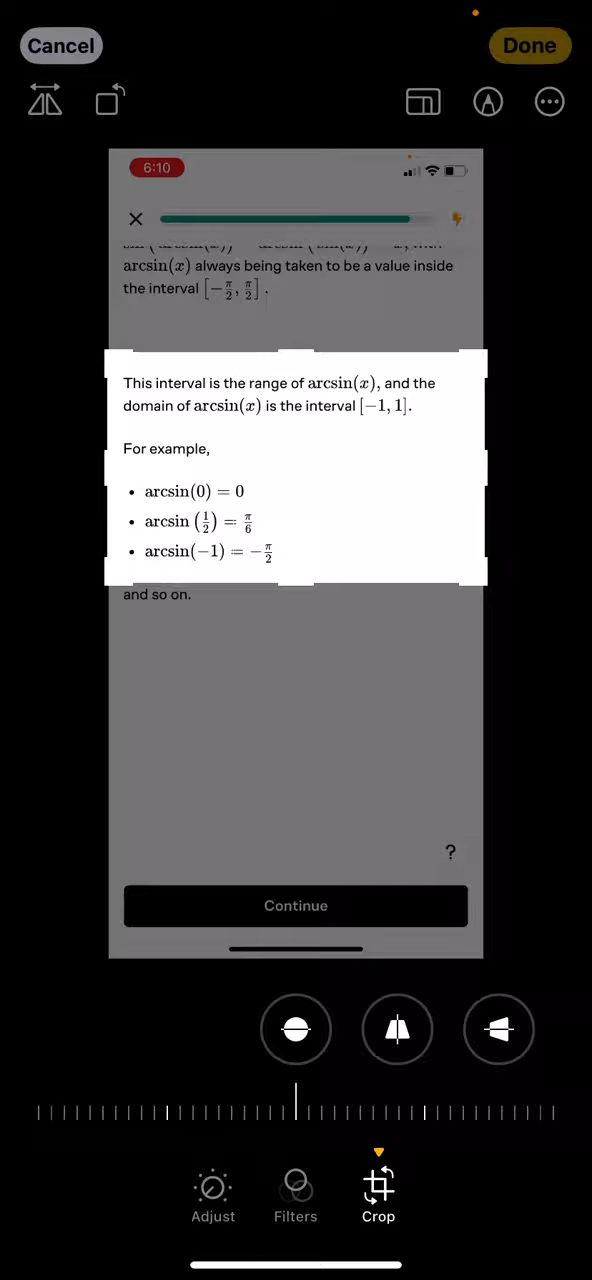 Cancel
Done
6:10
arcsin(x) always being taken to be a value inside
the interval [−π/2, π/2].
This interval is the range of arcsin(x), and the
domain of arcsin(x) is the interval [−1, 1].
For example,
• arcsin(0) = 0
• arcsin (1/2) = π/6
• arcsin(−1) = −π/2
and so on.
?
Continue
Adjust
Filters
Crop